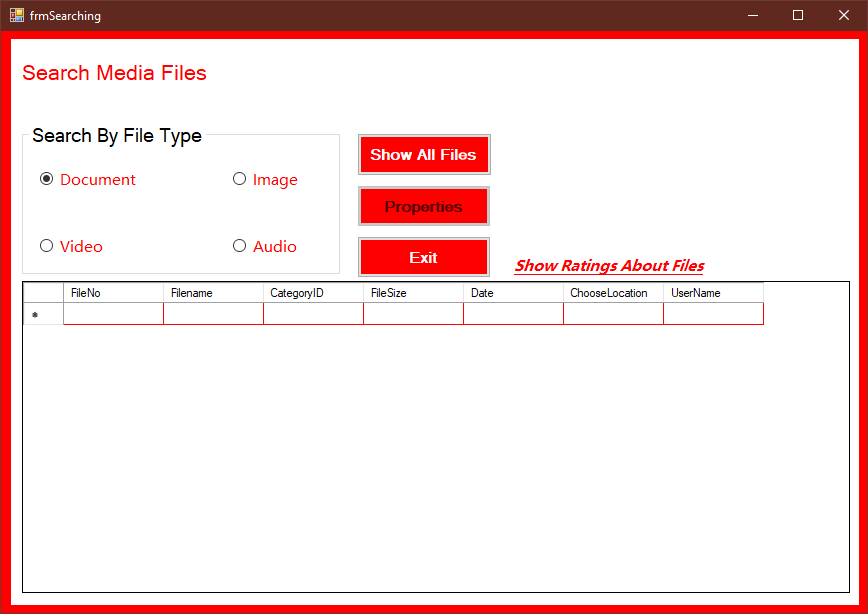 frmSearching
Search Media Files
Search By File Type
Document
Image
Video
Audio
Show All Files
Properties
Exit
Show Ratings About Files
FileNo Filename CategoryID FileSize Date ChooseLocation UserName